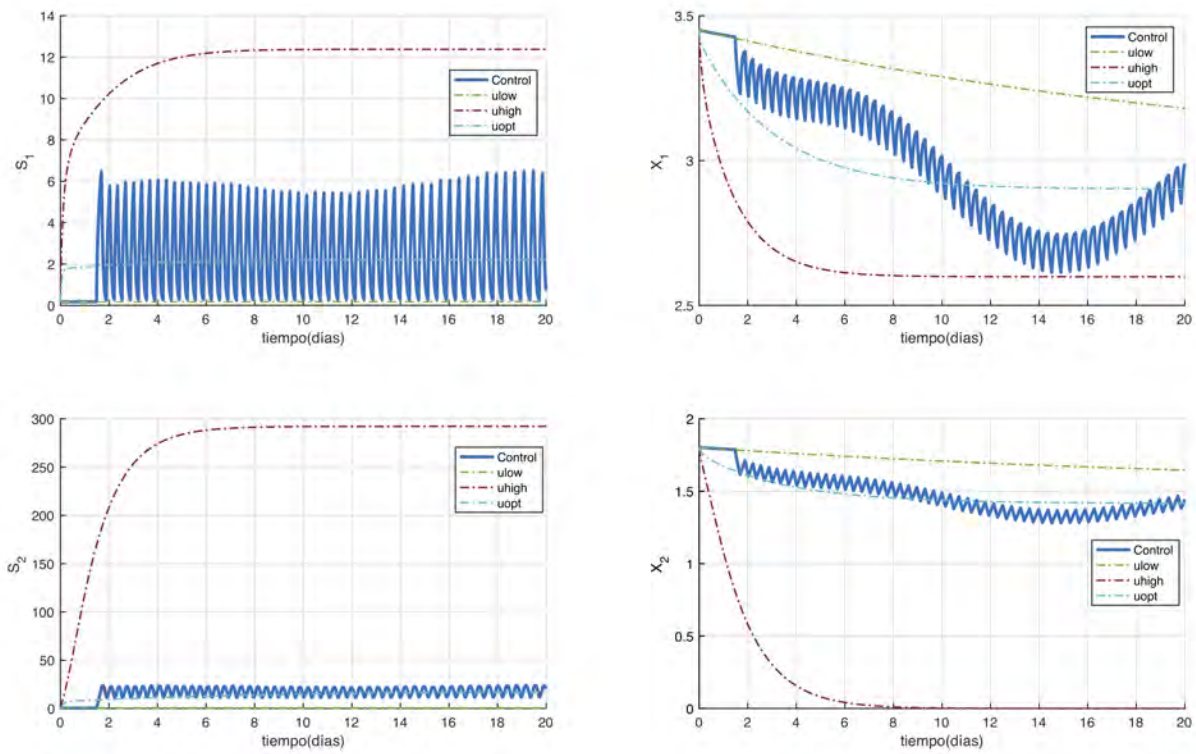 14
12
10
8
6
4
2
0
S1
0 2 4 6 8 10 12 14 16 18 20
tiempo(dias)
Control
ulow
uhigh
uopt
3.5
3
2.5
X1
0 2 4 6 8 10 12 14 16 18 20
tiempo(dias)
Control
ulow
uhigh
uopt
300
250
200
150
100
50
0
S2
0 2 4 6 8 10 12 14 16 18 20
tiempo(dias)
Control
ulow
uhigh
uopt
2
1.5
1
0.5
0
X2
0 2 4 6 8 10 12 14 16 18 20
tiempo(dias)
Control
ulow
uhigh
uopt